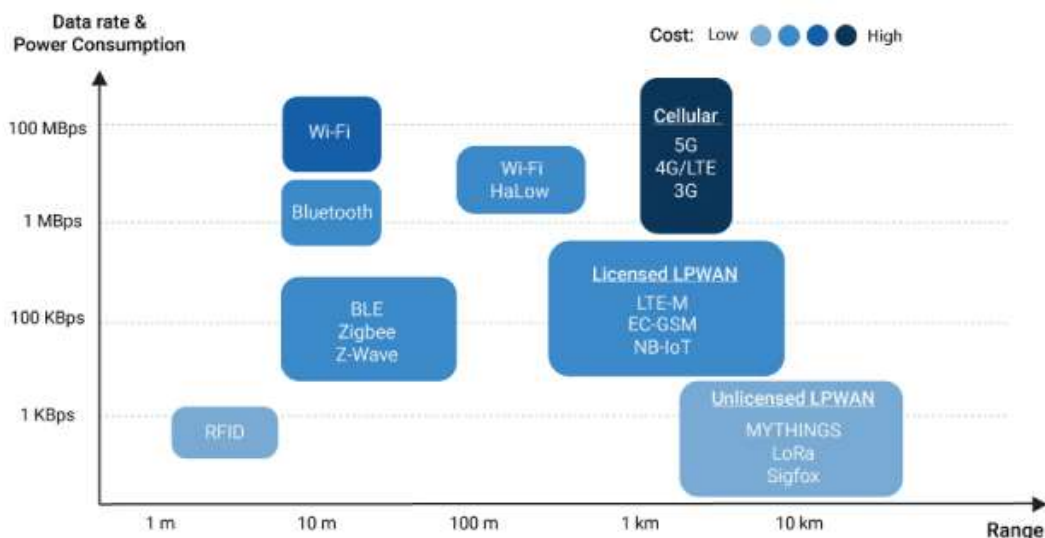 Data rate &
Power Consumption
Cost: Low High
100 MBps
1 MBps
100 KBps
1 KBps
Wi-Fi
Bluetooth
BLE
Zigbee
Z-Wave
RFID
Wi-Fi
HaLow
Cellular
5G
4G/LTE
3G
Licensed LPWAN
LTE-M
EC-GSM
NB-IoT
Unlicensed LPWAN
MYTHINGS
LoRa
Sigfox
1 m 10 m 100 m 1 km 10 km
Range